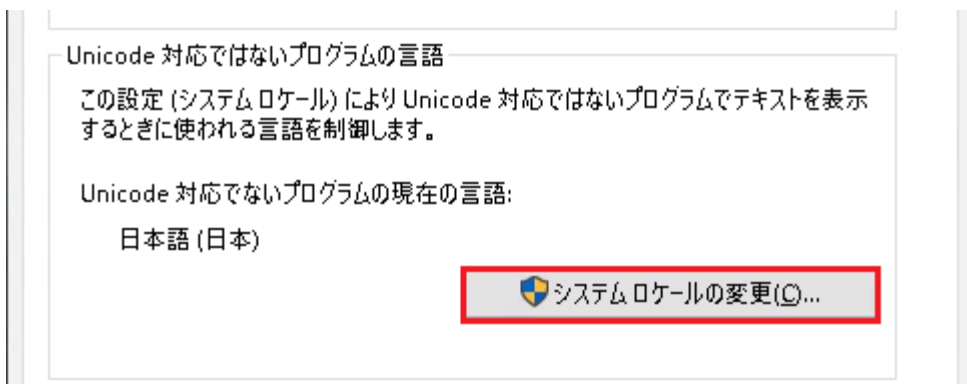 Unicode 対応ではないプログラムの言語
この設定 (システム ロケール) により Unicode 対応ではないプログラムでテキストを表示
するときに使われる言語を制御します。
Unicode 対応でないプログラムの現在の言語:
日本語 (日本)
システム ロケールの変更(C)...